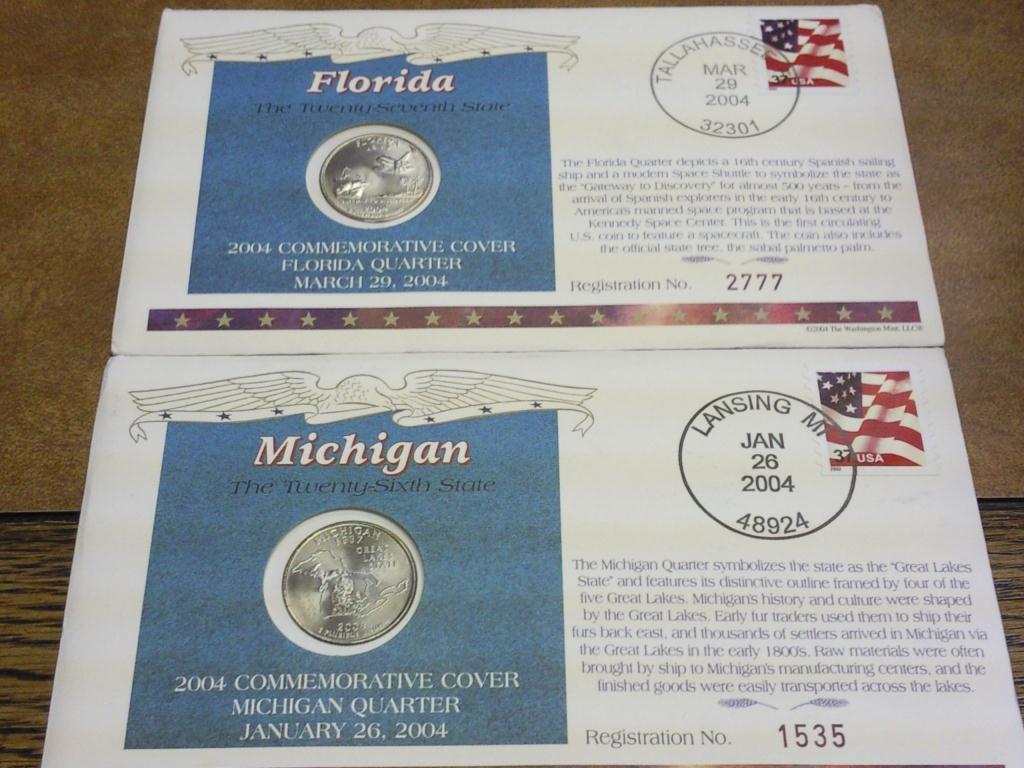 Florida
The Twenty-Seventh State
FLORIDA
2004
2004 COMMEMORATIVE COVER
FLORIDA QUARTER
MARCH 29, 2004
TALLAHASSEE
MAR
29
2004
32301
37 USA
The Florida Quarter depicts a 16th century Spanish sailing
ship and a modern Space Shuttle to symbolize the state as
the "Gateway to Discovery" for almost 500 years – from the
arrival of Spanish explorers in the early 16th century to
America's manned space program that is based at the
Kennedy Space Center. This is the first circulating
U.S. coin to feature a spacecraft. The coin also includes
the official state tree, the sabal palmetto palm.
Registration No. 2777
©2004 The Washington Mint, LLC®
Michigan
The Twenty-Sixth State
MICHIGAN
1837
GREAT
LAKES
STATE
2004
E PLURIBUS UNUM
2004 COMMEMORATIVE COVER
MICHIGAN QUARTER
JANUARY 26, 2004
LANSING MI
JAN
26
2004
48924
37 USA
2002
The Michigan Quarter symbolizes the state as the "Great Lakes
State" and features its distinctive outline framed by four of the
five Great Lakes. Michigan's history and culture were shaped
by the Great Lakes. Early fur traders used them to ship their
furs back east, and thousands of settlers arrived in Michigan via
the Great Lakes in the early 1800's. Raw materials were often
brought by ship to Michigan's manufacturing centers, and the
finished goods were easily transported across the lakes.
Registration No. 1535